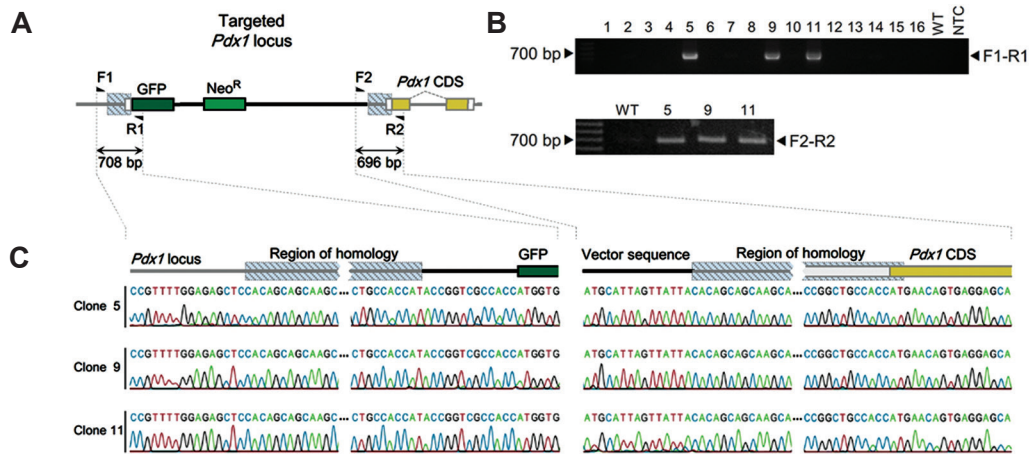 A
Targeted
Pdx1 locus
F1
GFP
Neo^R
F2
Pdx1 CDS
R1
R2
708 bp
696 bp
B
1 2 3 4 5 6 7 8 9 10 11 12 13 14 15 16 WT NTC
700 bp
F1-R1
WT 5 9 11
700 bp
F2-R2
C
Pdx1 locus
Region of homology
GFP
Vector sequence
Region of homology
Pdx1 CDS
CCGTTTTGGAGAGCTCCACAGCAGCAAGC...CTGCCACCATACCGGTCGCCACCATGGTG
ATGCATTAGTTATTACACAGCAGCAAGCA...CCGGCTGCCACCATGAACAGTGAGGAGCA
Clone 5
CCGTTTTGGAGAGCTCCACAGCAGCAAGC...CTGCCACCATACCGGTCGCCACCATGGTG
ATGCATTAGTTATTACACAGCAGCAAGCA...CCGGCTGCCACCATGAACAGTGAGGAGCA
Clone 9
CCGTTTTGGAGAGCTCCACAGCAGCAAGC...CTGCCACCATACCGGTCGCCACCATGGTG
ATGCATTAGTTATTACACAGCAGCAAGCA...CCGGCTGCCACCATGAACAGTGAGGAGCA
Clone 11